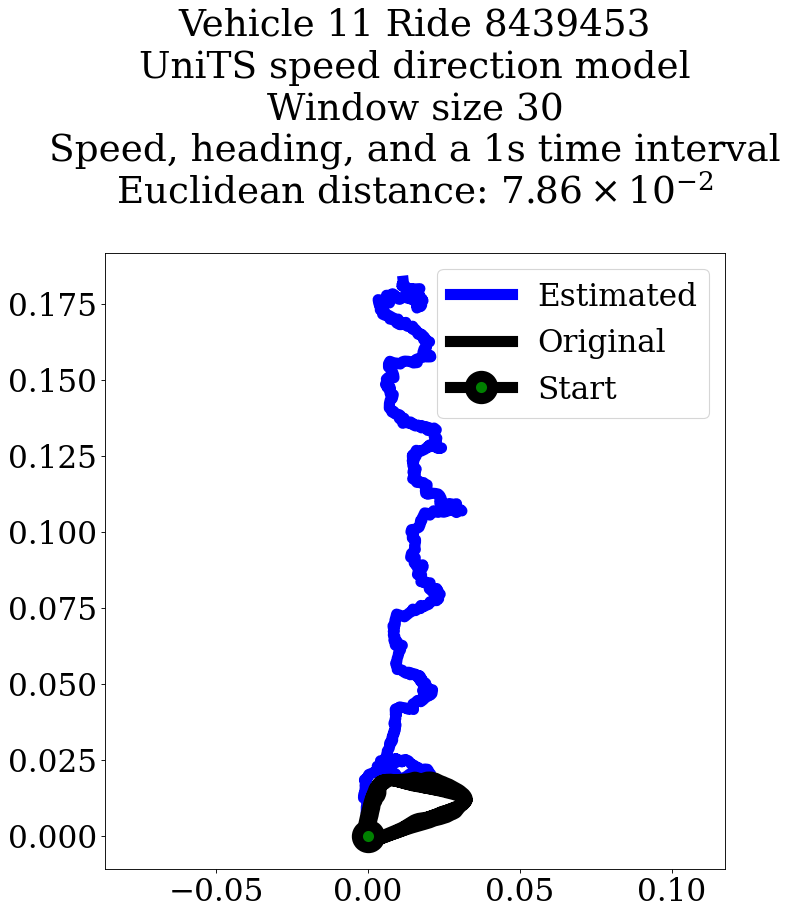 Vehicle 11 Ride 8439453
UniTS speed direction model
Window size 30
Speed, heading, and a 1s time interval
Euclidean distance: 7.86 × 10⁻²
Estimated
Original
Start
0.175
0.150
0.125
0.100
0.075
0.050
0.025
0.000
−0.05
0.00
0.05
0.10